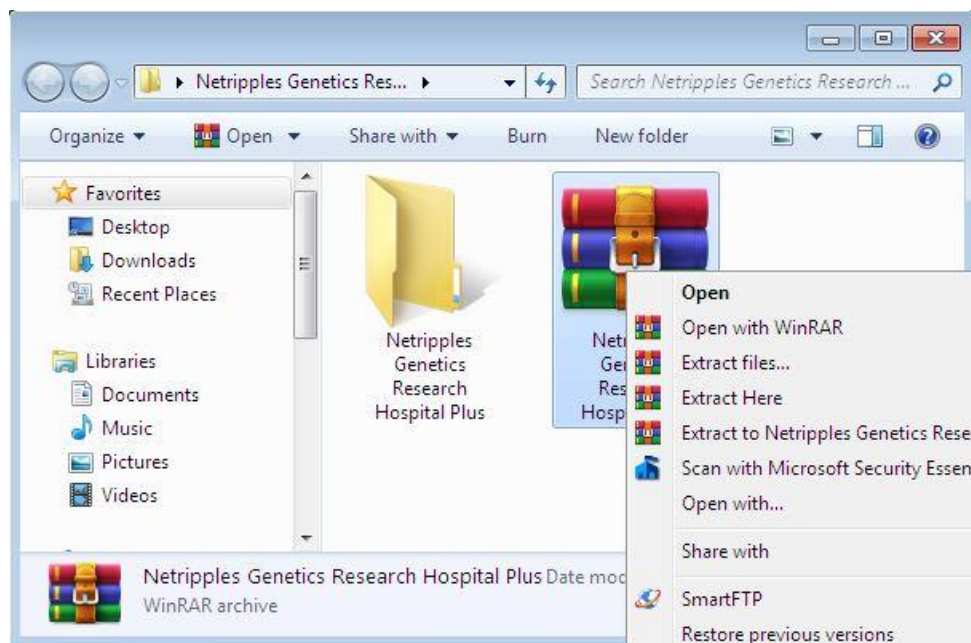 Netripples Genetics Res...
Search Netripples Genetics Research ...
Organize
Open
Share with
Burn
New folder
Favorites
Desktop
Downloads
Recent Places
Libraries
Documents
Music
Pictures
Videos
Netripples
Genetics
Research
Hospital Plus
Open
Open with WinRAR
Extract files...
Extract Here
Extract to Netripples Genetics Rese
Scan with Microsoft Security Essen
Open with...
Share with
SmartFTP
Restore previous versions
Netripples Genetics Research Hospital Plus Date mod
WinRAR archive